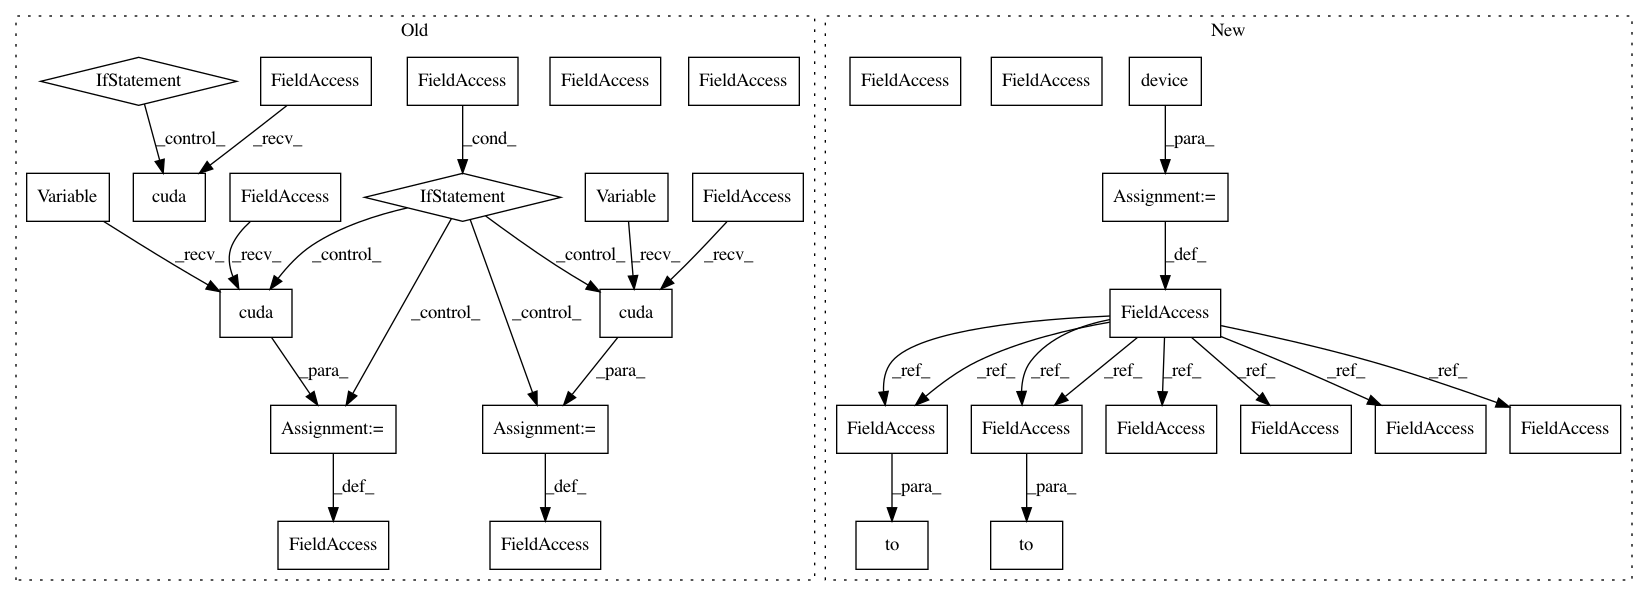 Old
New
IfStatement
FieldAccess
FieldAccess
FieldAccess
FieldAccess
FieldAccess
FieldAccess
device
_control_
_recv_
_cond_
_para_
Variable
cuda
FieldAccess
IfStatement
Variable
FieldAccess
Assignment:=
_recv_
_recv_
_control_
_control_
_recv_
_recv_
_def_
cuda
_control_
_control_
cuda
FieldAccess
_para_
_para_
_ref_
_ref_
_ref_
_ref_
_ref_
_ref_
_ref_
_ref_
Assignment:=
Assignment:=
FieldAccess
FieldAccess
FieldAccess
FieldAccess
FieldAccess
FieldAccess
_def_
_def_
_para_
_para_
FieldAccess
FieldAccess
to
to